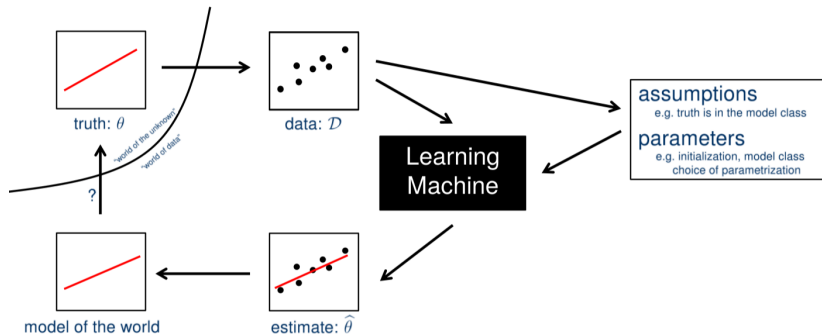 truth: θ
"world of the unknown"
"world of data"
?
data: 𝒟
Learning
Machine
assumptions
e.g. truth is in the model class
parameters
e.g. initialization, model class
choice of parametrization
model of the world
estimate: θ̂